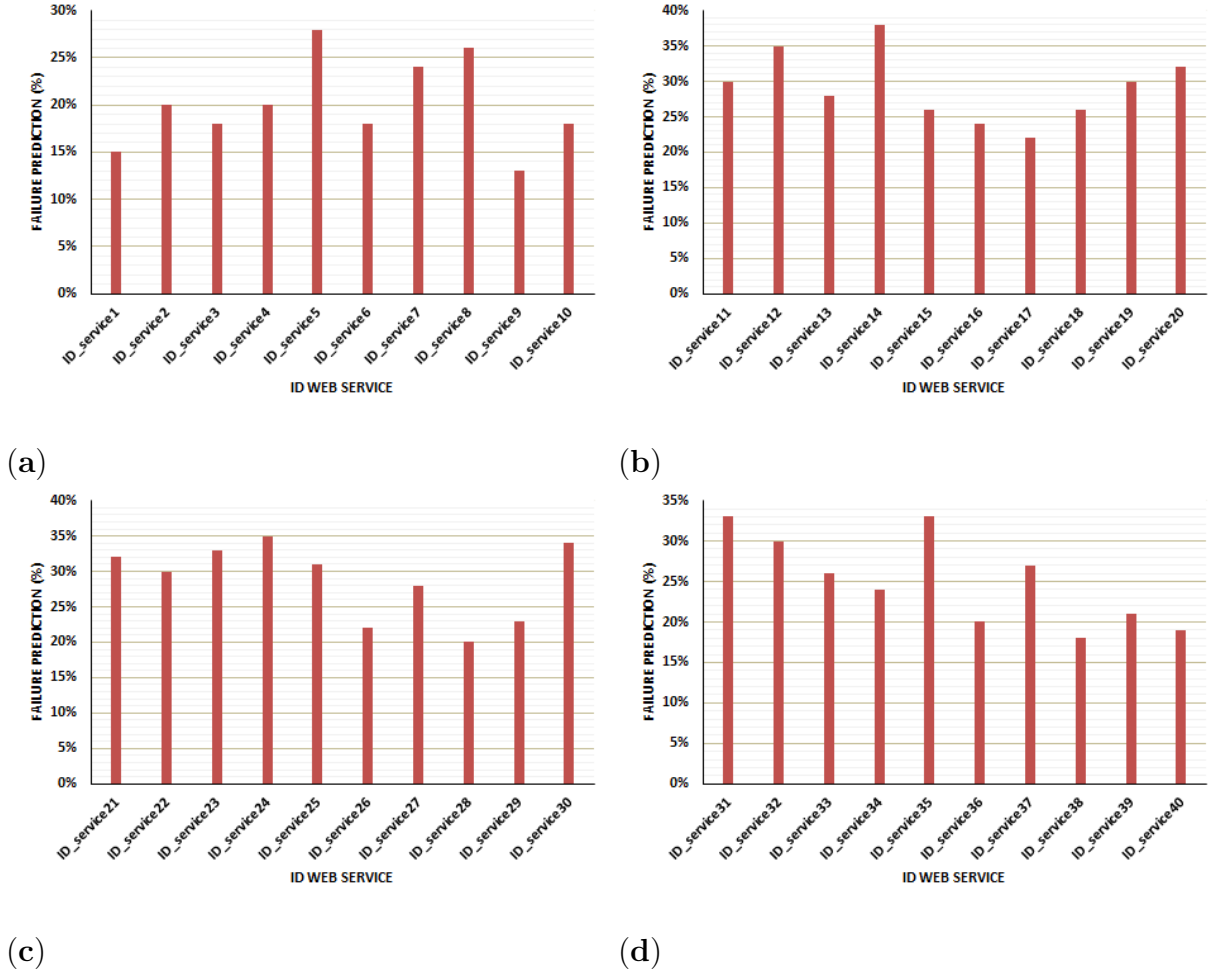 30%
25%
20%
15%
10%
5%
0%
FAILURE PREDICTION (%)
ID_service1
ID_service2
ID_service3
ID_service4
ID_service5
ID_service6
ID_service7
ID_service8
ID_service9
ID_service10
ID WEB SERVICE
(a)
40%
35%
30%
25%
20%
15%
10%
5%
0%
FAILURE PREDICTION (%)
ID_service11
ID_service12
ID_service13
ID_service14
ID_service15
ID_service16
ID_service17
ID_service18
ID_service19
ID_service20
ID WEB SERVICE
(b)
40%
35%
30%
25%
20%
15%
10%
5%
0%
FAILURE PREDICTION (%)
ID_service21
ID_service22
ID_service23
ID_service24
ID_service25
ID_service26
ID_service27
ID_service28
ID_service29
ID_service30
ID WEB SERVICE
(c)
35%
30%
25%
20%
15%
10%
5%
0%
FAILURE PREDICTION (%)
ID_service31
ID_service32
ID_service33
ID_service34
ID_service35
ID_service36
ID_service37
ID_service38
ID_service39
ID_service40
ID WEB SERVICE
(d)